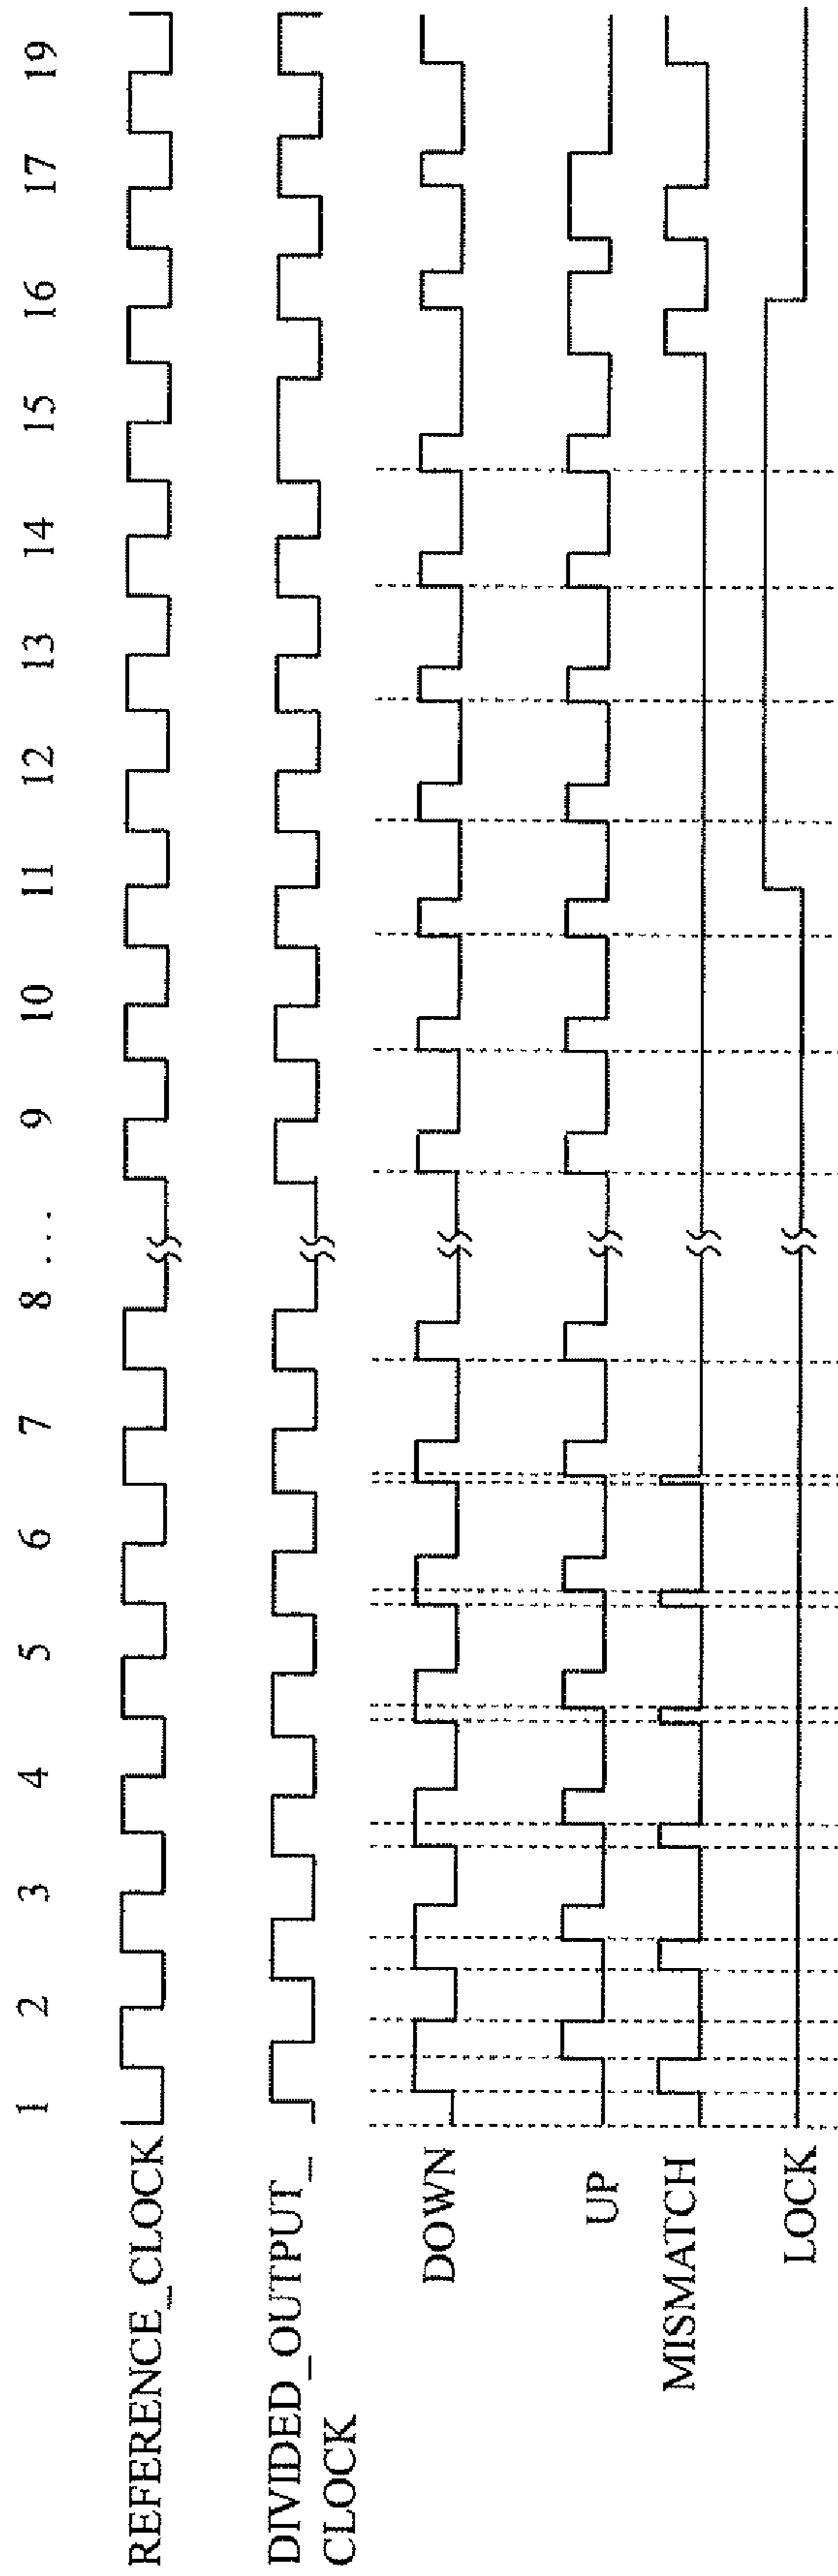 1 2 3 4 5 6 7 8 ... 9 10 11 12 13 14 15 16 17 19
REFERENCE_CLOCK
DIVIDED_OUTPUT_
CLOCK
DOWN
UP
MISMATCH
LOCK